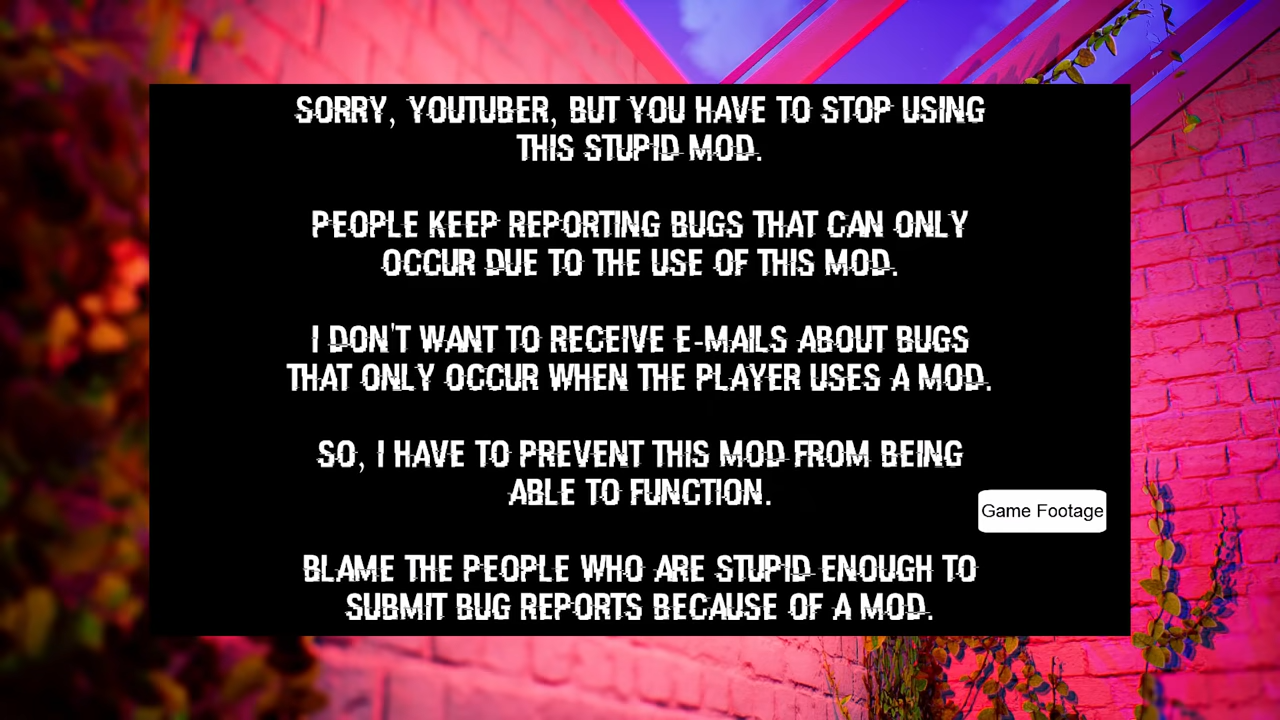 SORRY, YOUTUBER, BUT YOU HAVE TO STOP USING
THIS STUPID MOD.
PEOPLE KEEP REPORTING BUGS THAT CAN ONLY
OCCUR DUE TO THE USE OF THIS MOD.
I DON'T WANT TO RECEIVE E-MAILS ABOUT BUGS
THAT ONLY OCCUR WHEN THE PLAYER USES A MOD.
SO, I HAVE TO PREVENT THIS MOD FROM BEING
ABLE TO FUNCTION.
Game Footage
BLAME THE PEOPLE WHO ARE STUPID ENOUGH TO
SUBMIT BUG REPORTS BECAUSE OF A MOD.